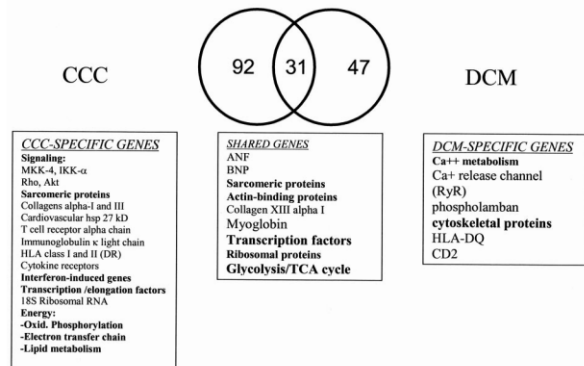 92 31 47
CCC DCM
CCC-SPECIFIC GENES
Signaling:
MKK-4, IKK-α
Rho, Akt
Sarcomeric proteins
Collagens alpha-I and III
Cardiovascular hsp 27 kD
T cell receptor alpha chain
Immunoglobulin κ light chain
HLA class I and II (DR)
Cytokine receptors
Interferon-induced genes
Transcription /elongation factors
18S Ribosomal RNA
Energy:
-Oxid. Phosphorylation
-Electron transfer chain
-Lipid metabolism
SHARED GENES
ANF
BNP
Sarcomeric proteins
Actin-binding proteins
Collagen XIII alpha I
Myoglobin
Transcription factors
Ribosomal proteins
Glycolysis/TCA cycle
DCM-SPECIFIC GENES
Ca++ metabolism
Ca+ release channel
(RyR)
phospholamban
cytoskeletal proteins
HLA-DQ
CD2